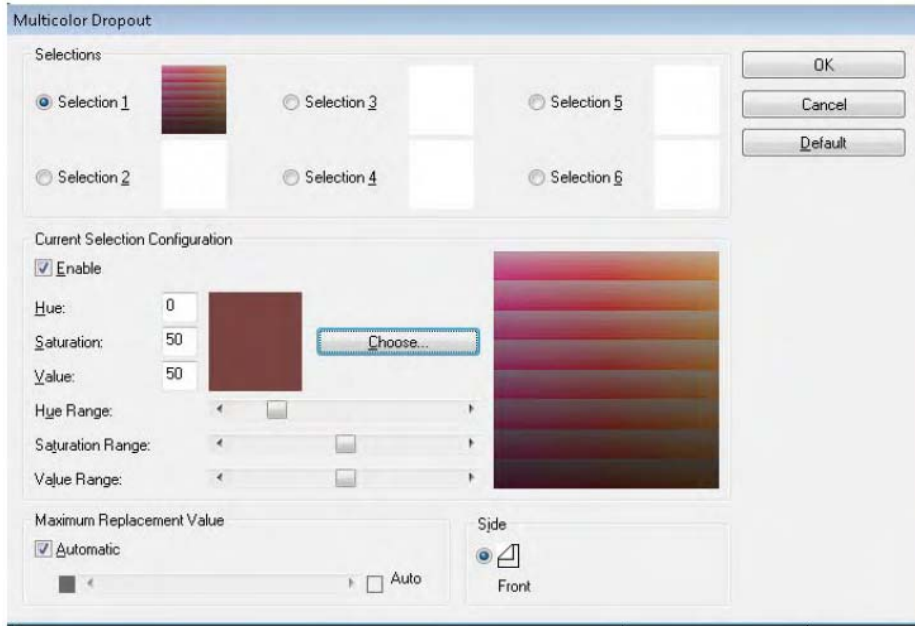 Multicolor Dropout
Selections
Selection 1
Selection 3
Selection 5
Selection 2
Selection 4
Selection 6
OK
Cancel
Default
Current Selection Configuration
Enable
Hue: 0
Saturation: 50
Value: 50
Choose...
Hue Range:
Saturation Range:
Value Range:
Maximum Replacement Value
Automatic
Auto
Side
Front